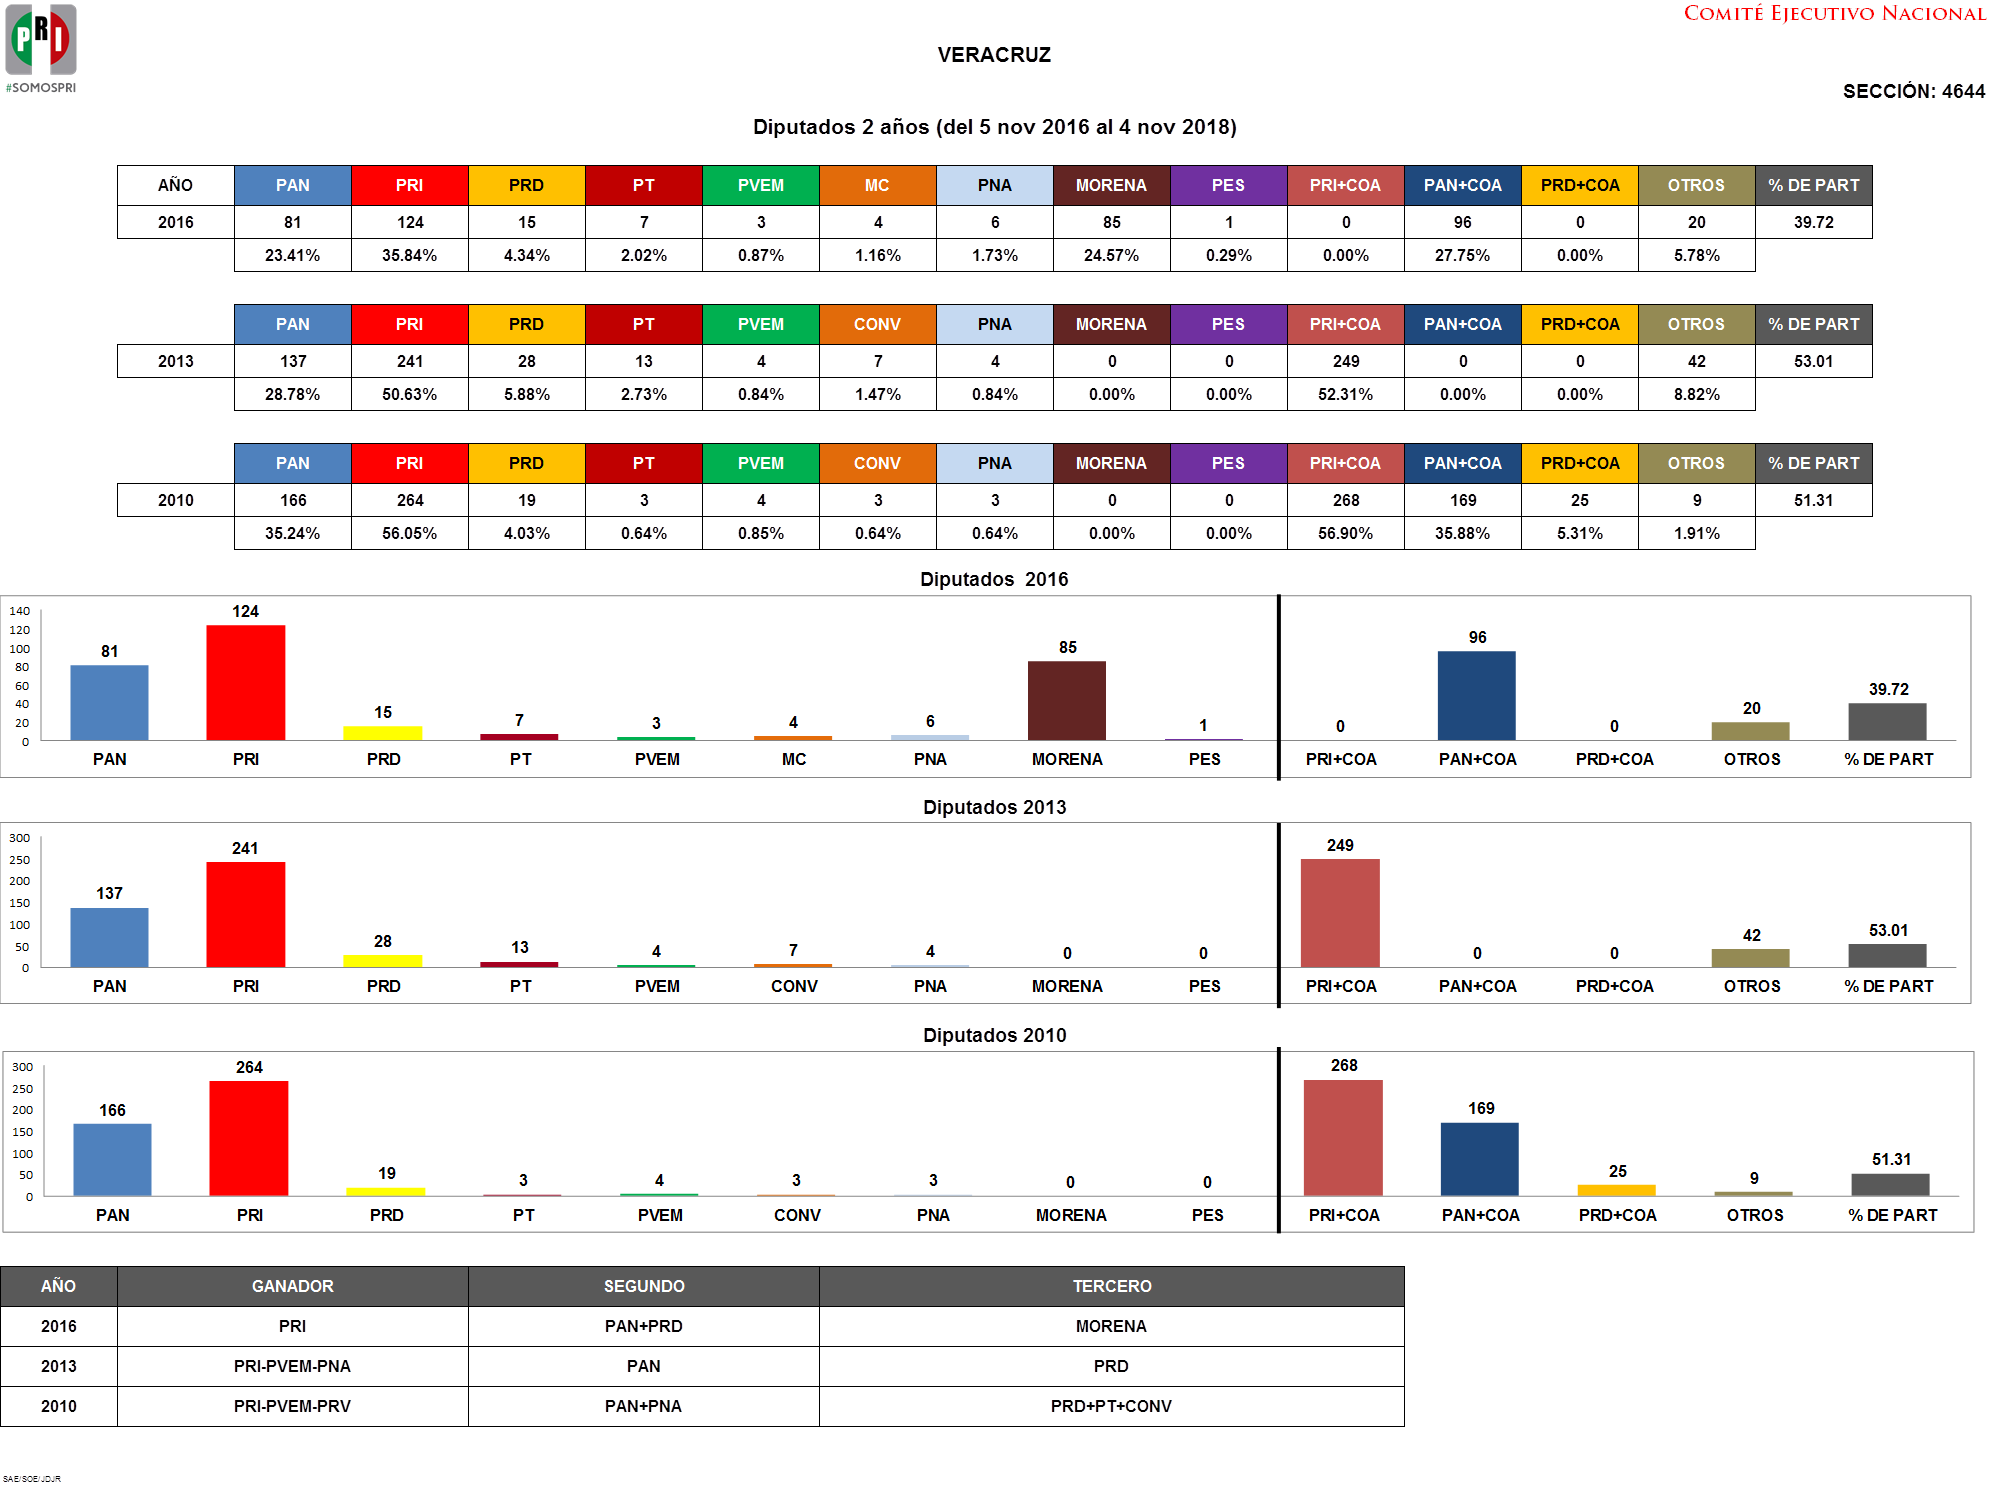 PRI
#SOMOSPRI
COMITÉ EJECUTIVO NACIONAL
VERACRUZ
SECCIÓN: 4644
Diputados 2 años (del 5 nov 2016 al 4 nov 2018)
AÑO PAN PRI PRD PT PVEM MC PNA MORENA PES PRI+COA PAN+COA PRD+COA OTROS % DE PART
2016 81 124 15 7 3 4 6 85 1 0 96 0 20 39.72
23.41% 35.84% 4.34% 2.02% 0.87% 1.16% 1.73% 24.57% 0.29% 0.00% 27.75% 0.00% 5.78%
PAN PRI PRD PT PVEM CONV PNA MORENA PES PRI+COA PAN+COA PRD+COA OTROS % DE PART
2013 137 241 28 13 4 7 4 0 0 249 0 0 42 53.01
28.78% 50.63% 5.88% 2.73% 0.84% 1.47% 0.84% 0.00% 0.00% 52.31% 0.00% 0.00% 8.82%
PAN PRI PRD PT PVEM CONV PNA MORENA PES PRI+COA PAN+COA PRD+COA OTROS % DE PART
2010 166 264 19 3 4 3 3 0 0 268 169 25 9 51.31
35.24% 56.05% 4.03% 0.64% 0.85% 0.64% 0.64% 0.00% 0.00% 56.90% 35.88% 5.31% 1.91%
Diputados 2016
140
120
100
80
60
40
20
0
81 124 15 7 3 4 6 85 1 0 96 0 20 39.72
PAN PRI PRD PT PVEM MC PNA MORENA PES PRI+COA PAN+COA PRD+COA OTROS % DE PART
Diputados 2013
300
250
200
150
100
50
0
137 241 28 13 4 7 4 0 0 249 0 0 42 53.01
PAN PRI PRD PT PVEM CONV PNA MORENA PES PRI+COA PAN+COA PRD+COA OTROS % DE PART
Diputados 2010
300
250
200
150
100
50
0
166 264 19 3 4 3 3 0 0 268 169 25 9 51.31
PAN PRI PRD PT PVEM CONV PNA MORENA PES PRI+COA PAN+COA PRD+COA OTROS % DE PART
AÑO GANADOR SEGUNDO TERCERO
2016 PRI PAN+PRD MORENA
2013 PRI-PVEM-PNA PAN PRD
2010 PRI-PVEM-PRV PAN+PNA PRD+PT+CONV
SAE/SOE/JDJR